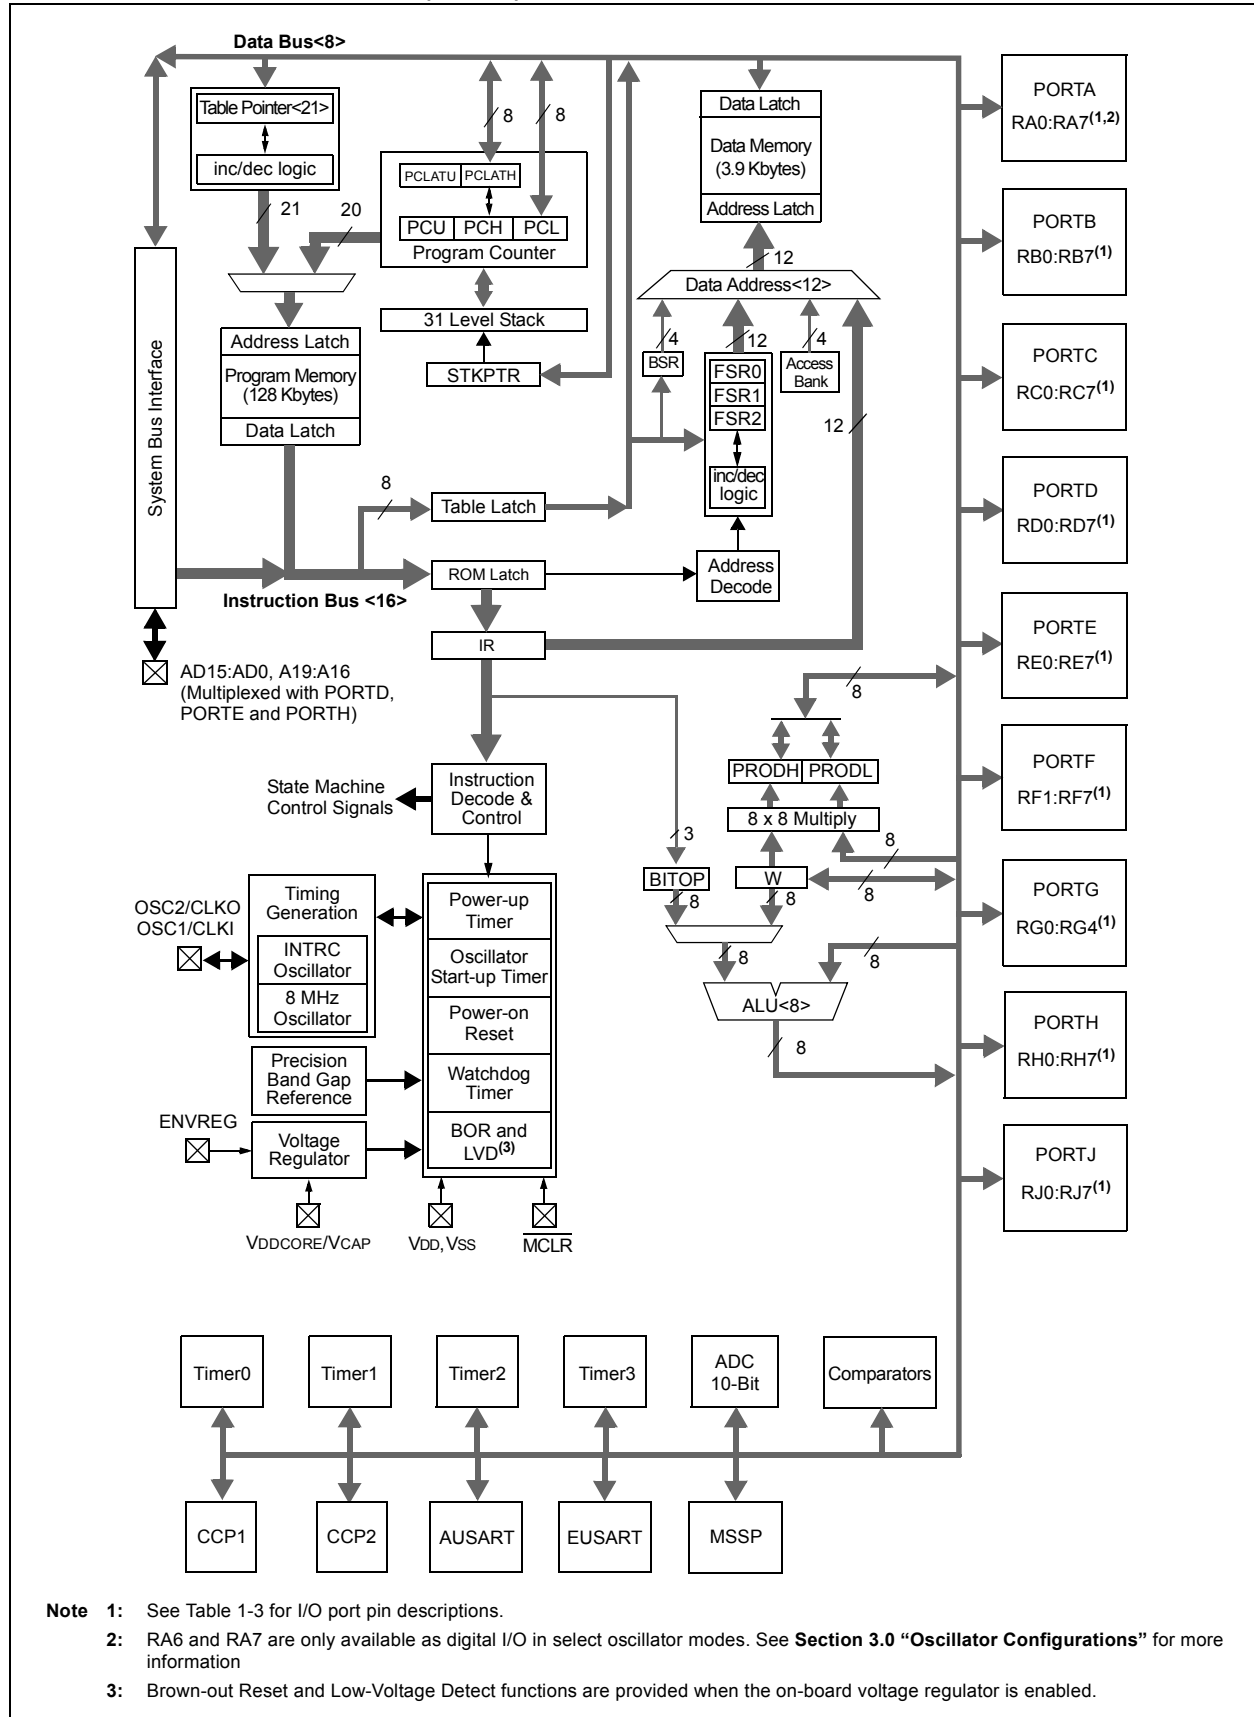 Data Bus<8>
Table Pointer<21>
inc/dec logic
21
20
8
8
PCLATU PCLATH
PCU PCH PCL
Program Counter
31 Level Stack
STKPTR
Data Latch
Data Memory
(3.9 Kbytes)
Address Latch
12
Data Address<12>
4
12
4
BSR
FSR0
FSR1
FSR2
inc/dec
logic
Access
Bank
12
Address
Decode
System Bus Interface
Address Latch
Program Memory
(128 Kbytes)
Data Latch
8
Table Latch
ROM Latch
Instruction Bus <16>
IR
AD15:AD0, A19:A16
(Multiplexed with PORTD,
PORTE and PORTH)
State Machine
Control Signals
Instruction
Decode &
Control
8
PRODH PRODL
8 x 8 Multiply
3
8
BITOP
W
8
8
8
8
8
ALU<8>
8
OSC2/CLKO
OSC1/CLKI
Timing
Generation
INTRC
Oscillator
8 MHz
Oscillator
Precision
Band Gap
Reference
ENVREG
Voltage
Regulator
Power-up
Timer
Oscillator
Start-up Timer
Power-on
Reset
Watchdog
Timer
BOR and
LVD(3)
VDDCORE/VCAP
VDD, VSS
MCLR
PORTA
RA0:RA7(1,2)
PORTB
RB0:RB7(1)
PORTC
RC0:RC7(1)
PORTD
RD0:RD7(1)
PORTE
RE0:RE7(1)
PORTF
RF1:RF7(1)
PORTG
RG0:RG4(1)
PORTH
RH0:RH7(1)
PORTJ
RJ0:RJ7(1)
Timer0
Timer1
Timer2
Timer3
ADC
10-Bit
Comparators
CCP1
CCP2
AUSART
EUSART
MSSP
Note 1: See Table 1-3 for I/O port pin descriptions.
2: RA6 and RA7 are only available as digital I/O in select oscillator modes. See Section 3.0 “Oscillator Configurations” for more
information
3: Brown-out Reset and Low-Voltage Detect functions are provided when the on-board voltage regulator is enabled.